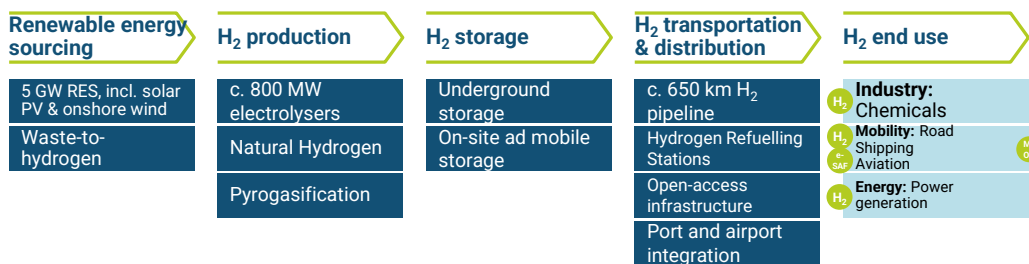 Renewable energy
sourcing
H₂ production
H₂ storage
H₂ transportation
& distribution
H₂ end use
5 GW RES, incl. solar
PV & onshore wind
Waste-to-
hydrogen
c. 800 MW
electrolysers
Natural Hydrogen
Pyrogasification
Underground
storage
On-site ad mobile
storage
c. 650 km H₂
pipeline
Hydrogen Refuelling
Stations
Open-access
infrastructure
Port and airport
integration
H₂
Industry:
Chemicals
H₂
e-
SAF
Mobility: Road
Shipping
Aviation
H₂
Energy: Power
generation